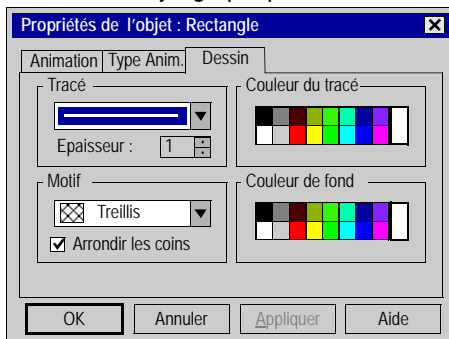 Propriétés de l'objet : Rectangle
Animation Type Anim. Dessin
Tracé
Epaisseur : 1
Couleur du tracé
Motif
Treillis
Arrondir les coins
Couleur de fond
OK Annuler Appliquer Aide